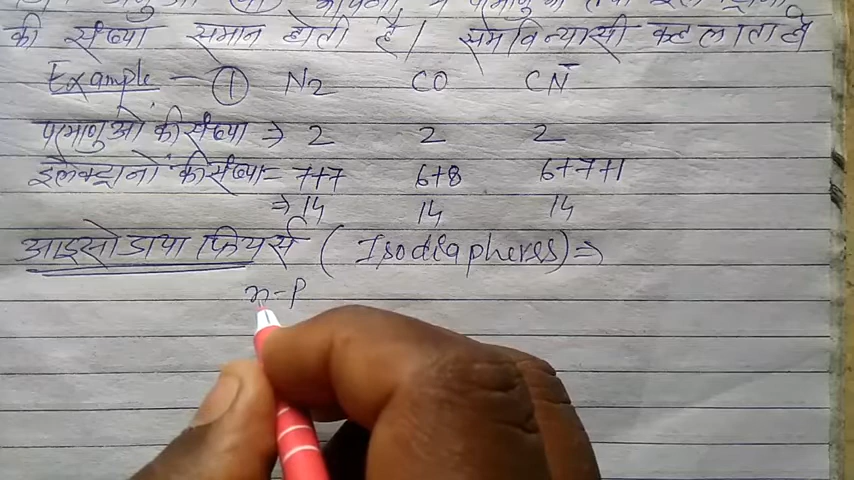 की संख्या समान होती है। समविन्यासी कहलाता है
Example — ① N2 CO CN⁻
परमाणुओं की संख्या ⇒ 2 2 2
इलेक्ट्रानों की संख्या = 7+7 6+8 6+7+1
⇒ 14 14 14
आइसोडायाफियर्स ( Isodiapherss) ⇒
n-P